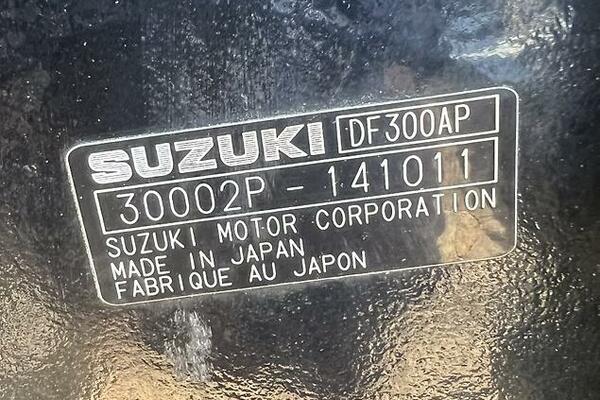 SUZUKI DF300AP
30002P - 141011
SUZUKI MOTOR CORPORATION
MADE IN JAPAN
FABRIQUE AU JAPON